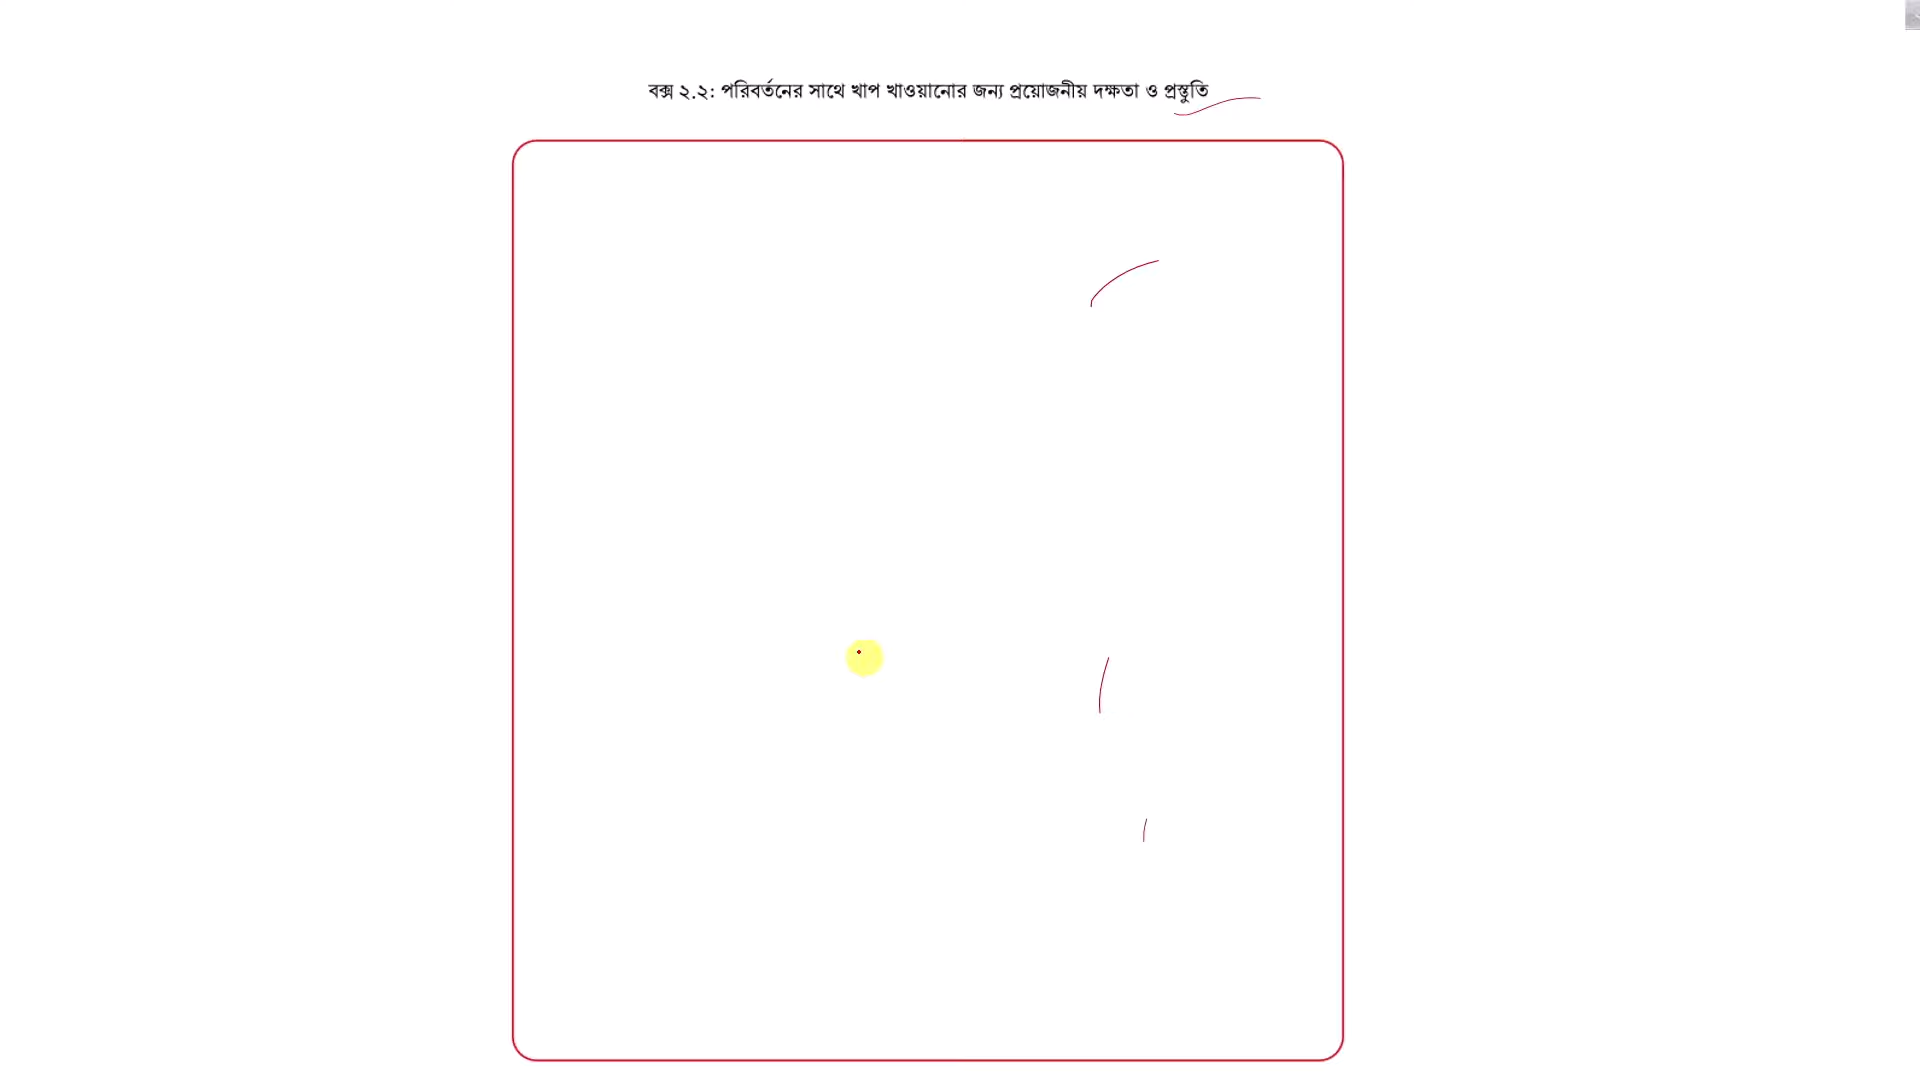 বক্স ২.২: পরিবর্তনের সাথে খাপ খাওয়ানোর জন্য প্রয়োজনীয় দক্ষতা ও প্রস্তুতি